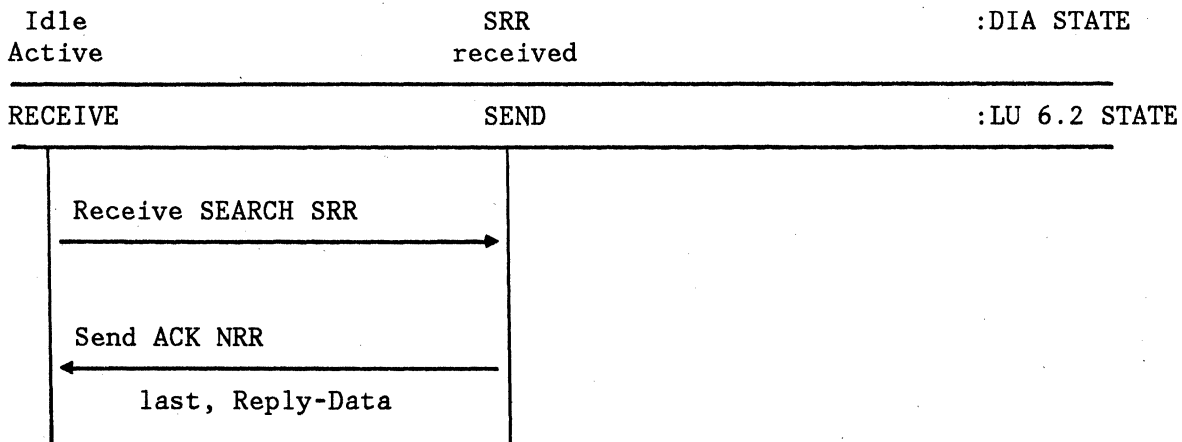 Idle SRR :DIA STATE
Active received
RECEIVE SEND :LU 6.2 STATE
Receive SEARCH SRR
Send ACK NRR
last, Reply-Data